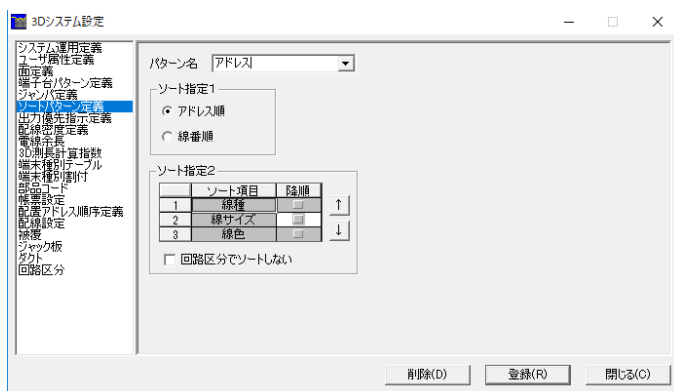 3Dシステム設定
システム運用定義
ユーザ属性定義
面定義
端子台パターン定義
ジャンパ定義
ソートパターン定義
出力優先指示定義
配線密度定義
電線余長
3D測長計算指数
端末種別テーブル
端末種別割付
部品コード
帳票設定
配置アドレス順序定義
配線設定
被覆
ジャック板
ダクト
回路区分
パターン名 アドレス
ソート指定1
アドレス順
線番順
ソート指定2
ソート項目 降順
1 線種
2 線サイズ
3 線色
↑
↓
回路区分でソートしない
削除(D) 登録(R) 閉じる(C)